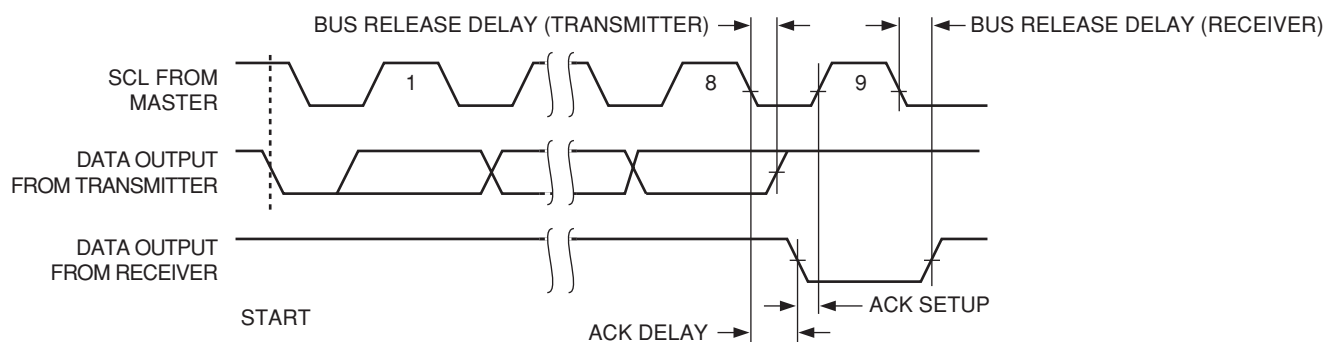 BUS RELEASE DELAY (TRANSMITTER)
BUS RELEASE DELAY (RECEIVER)
SCL FROM
MASTER
1
8
9
DATA OUTPUT
FROM TRANSMITTER
DATA OUTPUT
FROM RECEIVER
START
ACK SETUP
ACK DELAY